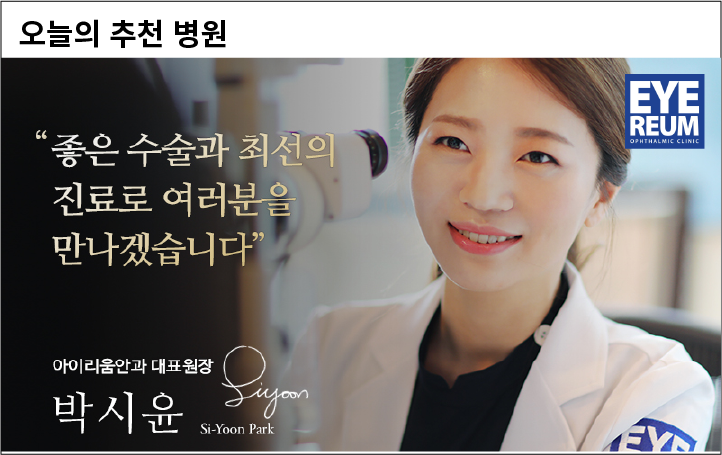 오늘의 추천 병원
EYE
REUM
OPHTHALMIC CLINIC
“좋은 수술과 최선의
진료로 여러분을
만나겠습니다”
아이리움안과 대표원장
Siyoon
박시윤 Si-Yoon Park
EYE
REUM